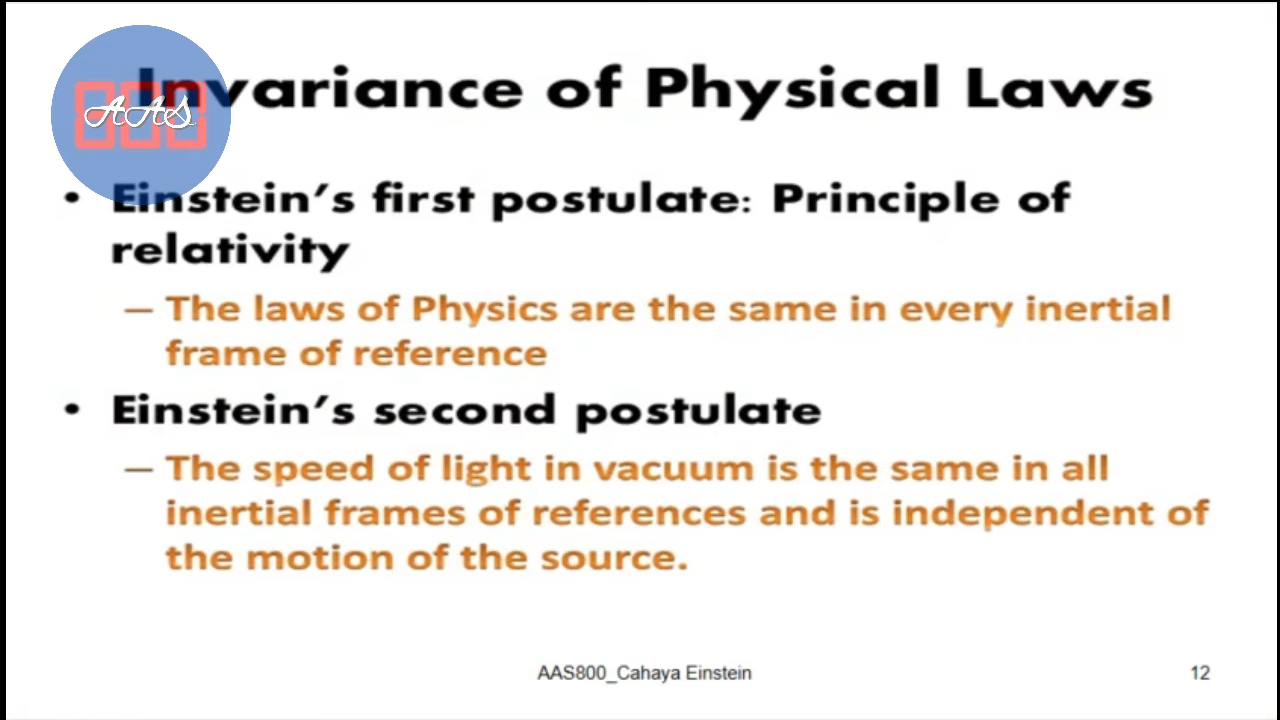 Invariance of Physical Laws
AAS
• Einstein’s first postulate: Principle of
relativity
– The laws of Physics are the same in every inertial
frame of reference
• Einstein’s second postulate
– The speed of light in vacuum is the same in all
inertial frames of references and is independent of
the motion of the source.
AAS800_Cahaya Einstein
12